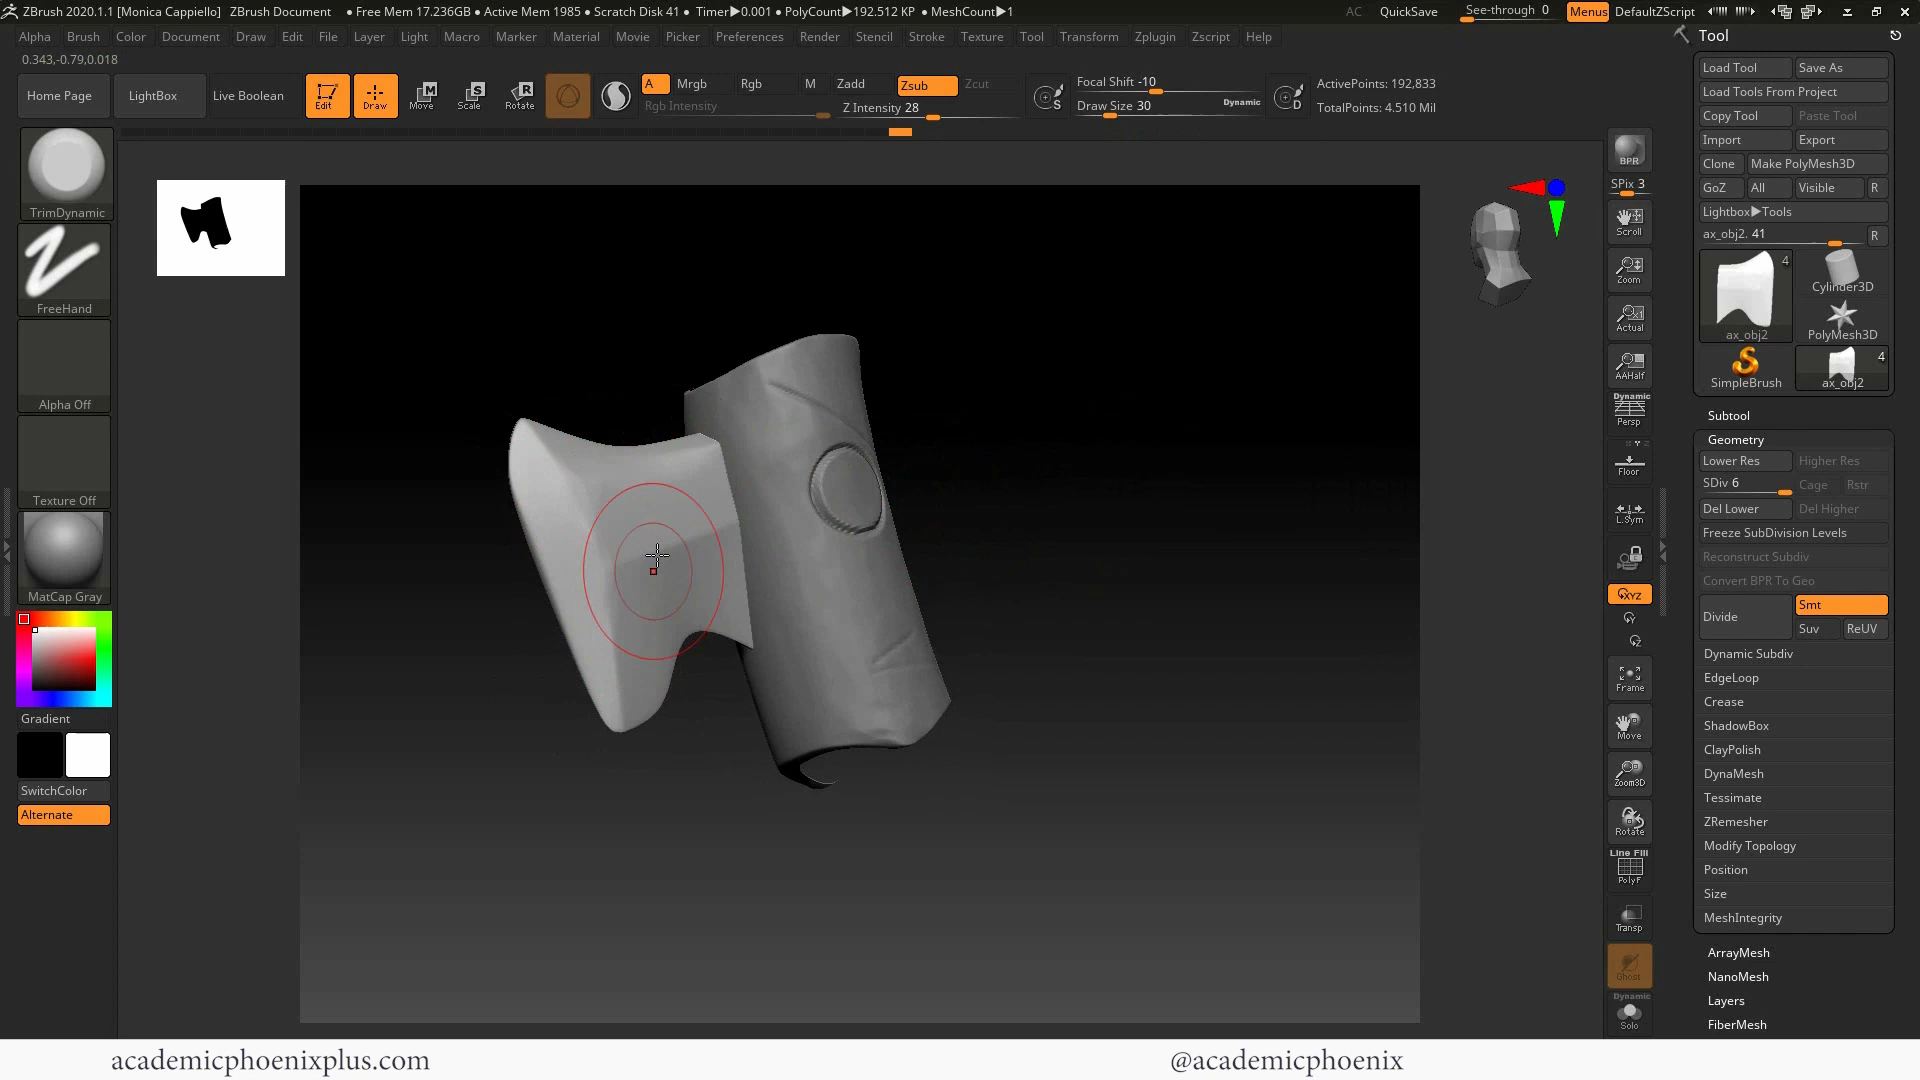 ZBrush 2020.1.1 [Monica Cappiello] ZBrush Document • Free Mem 17.236GB • Active Mem 1985 • Scratch Disk 41 • Timer▶0.001 • PolyCount▶192.512 KP • MeshCount▶1 AC QuickSave See-through 0 Menus DefaultZScript
Alpha Brush Color Document Draw Edit File Layer Light Macro Marker Material Movie Picker Preferences Render Stencil Stroke Texture Tool Transform Zplugin Zscript Help
0.343,-0.79,0.018
Home Page LightBox Live Boolean Edit Draw Move Scale Rotate A Mrgb Rgb M Zadd Zsub Zcut
Rgb Intensity Z Intensity 28
Focal Shift -10
Draw Size 30 Dynamic
S D
ActivePoints: 192,833
TotalPoints: 4.510 Mil
TrimDynamic
FreeHand
Alpha Off
Texture Off
MatCap Gray
Gradient
SwitchColor
Alternate
BPR
SPix 3
Scroll
Zoom
Actual
AAHalf
Dynamic
Persp
Floor
L.Sym
XYZ
Frame
Move
Zoom3D
Rotate
Line Fill
PolyF
Transp
Ghost
Dynamic
Solo
Tool
Load Tool Save As
Load Tools From Project
Copy Tool Paste Tool
Import Export
Clone Make PolyMesh3D
GoZ All Visible R
Lightbox▶Tools
ax_obj2. 41 R
4
Cylinder3D
ax_obj2 PolyMesh3D
4
SimpleBrush ax_obj2
Subtool
Geometry
Lower Res Higher Res
SDiv 6 Cage Rstr
Del Lower Del Higher
Freeze SubDivision Levels
Reconstruct Subdiv
Convert BPR To Geo
Divide Smt
Suv ReUV
Dynamic Subdiv
EdgeLoop
Crease
ShadowBox
ClayPolish
DynaMesh
Tessimate
ZRemesher
Modify Topology
Position
Size
MeshIntegrity
ArrayMesh
NanoMesh
Layers
FiberMesh
academicphoenixplus.com @academicphoenix